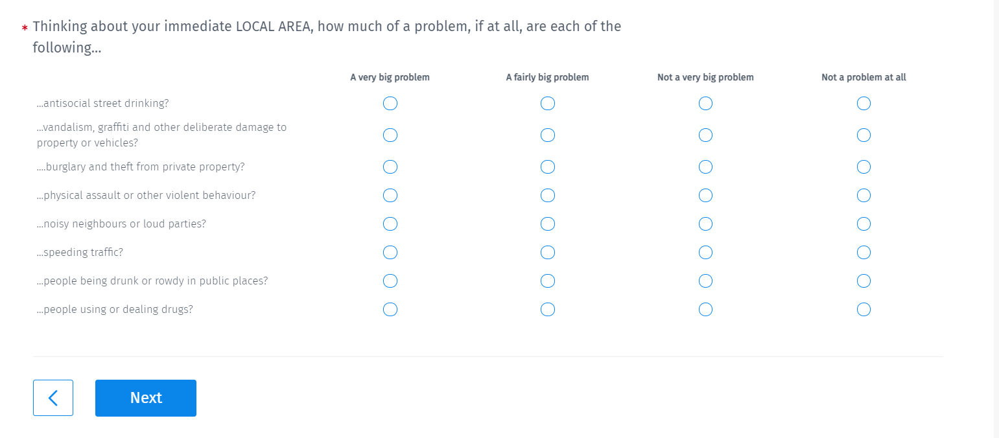 * Thinking about your immediate LOCAL AREA, how much of a problem, if at all, are each of the
following...
A very big problem A fairly big problem Not a very big problem Not a problem at all
...antisocial street drinking?
...vandalism, graffiti and other deliberate damage to
property or vehicles?
....burglary and theft from private property?
...physical assault or other violent behaviour?
...noisy neighbours or loud parties?
...speeding traffic?
...people being drunk or rowdy in public places?
...people using or dealing drugs?
Next